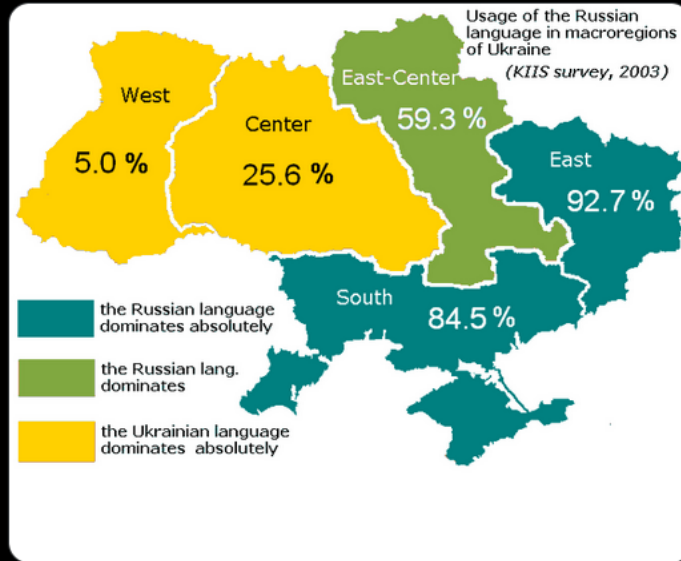 Usage of the Russian
language in macroregions
of Ukraine
(KIIS survey, 2003)
East-Center
59.3 %
West
5.0 %
Center
25.6 %
East
92.7 %
South
84.5 %
the Russian language
dominates absolutely
the Russian lang.
dominates
the Ukrainian language
dominates absolutely